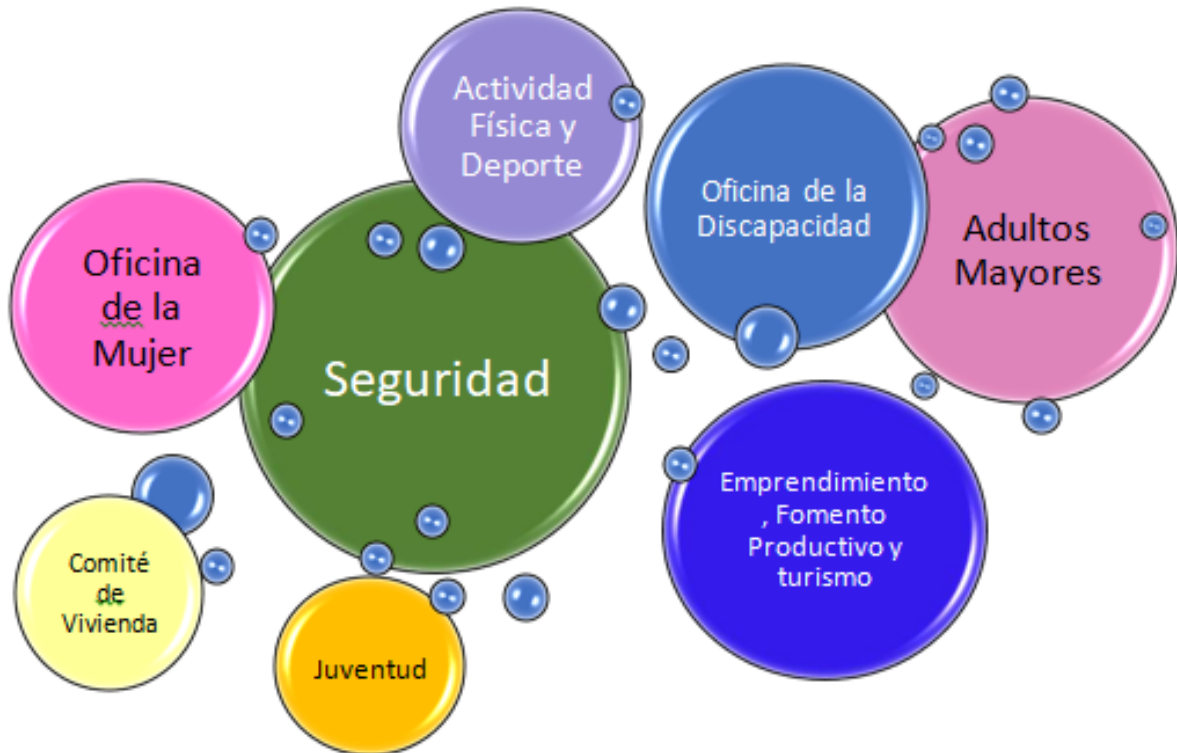 Actividad
Física y
Deporte
Oficina de la
Discapacidad
Adultos
Mayores
Oficina
de la
Mujer
Seguridad
Emprendimiento
, Fomento
Productivo y
turismo
Comité
de
Vivienda
Juventud